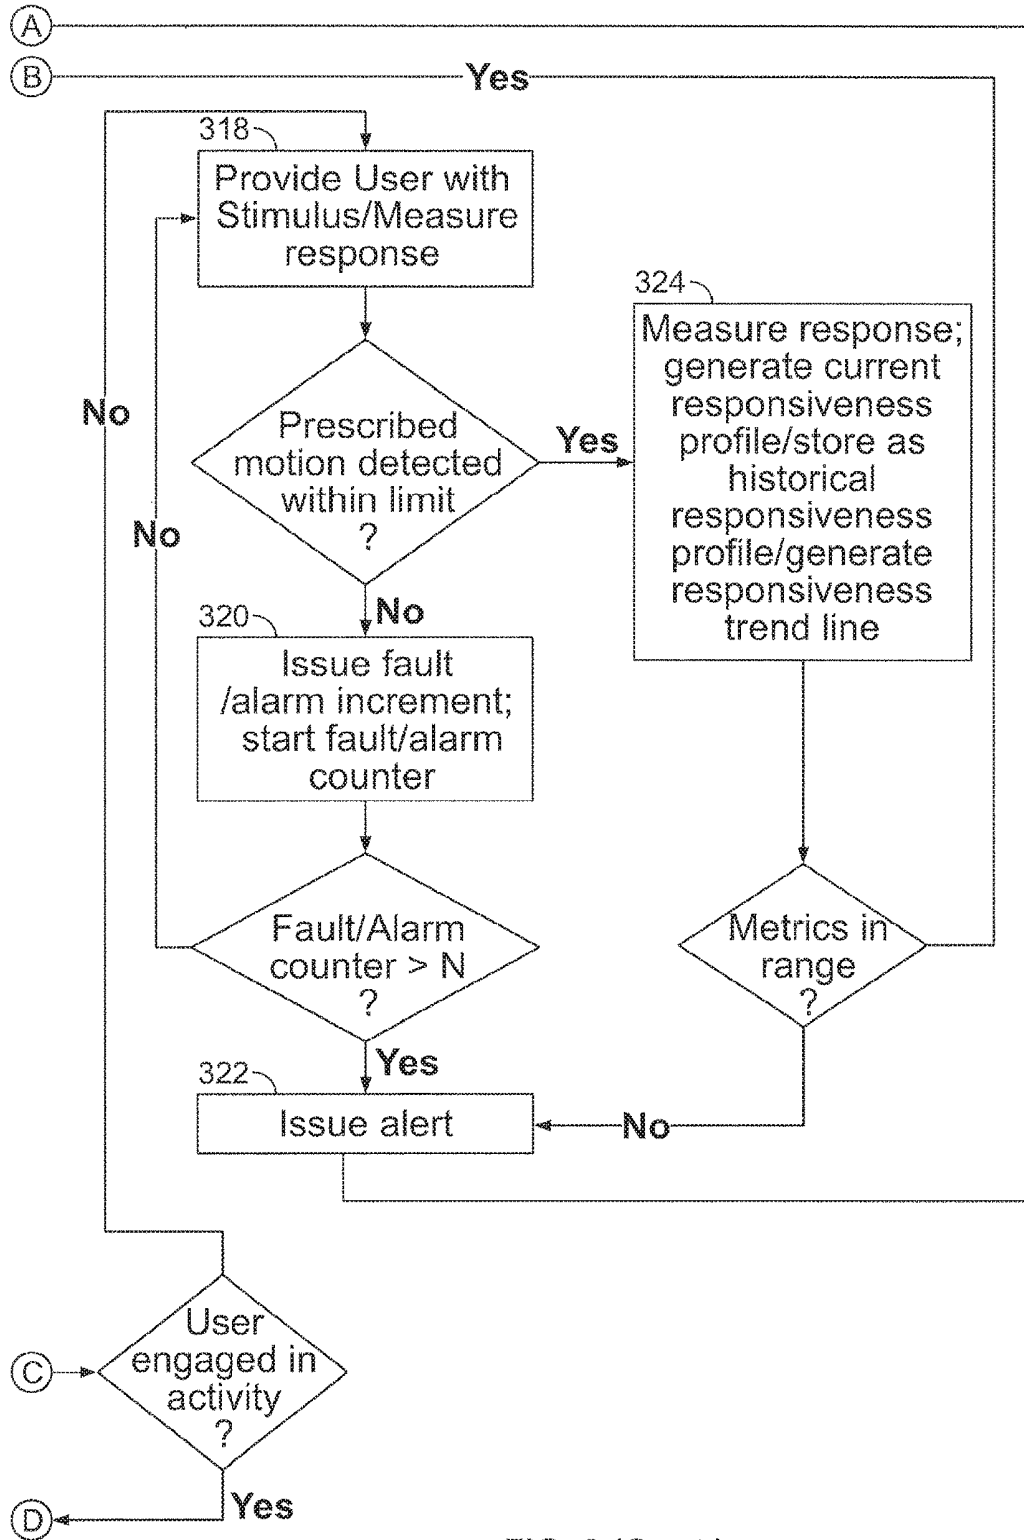 A
B
Yes
318
Provide User with
Stimulus/Measure
response
324
Measure response;
generate current
responsiveness
profile/store as
historical
responsiveness
profile/generate
responsiveness
trend line
No
Prescribed
motion detected
within limit
?
Yes
No
No
320
Issue fault
/alarm increment;
start fault/alarm
counter
Fault/Alarm
counter > N
?
Metrics in
range
?
Yes
322
Issue alert
No
User
engaged in
activity
?
C
Yes
D